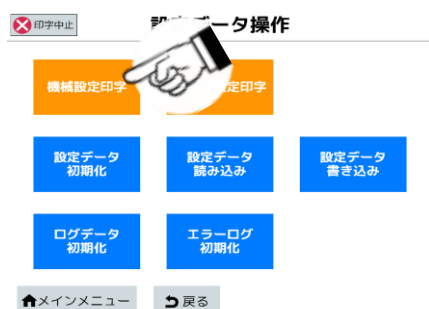 印字中止
設定データ操作
機械設定印字
定印字
設定データ
初期化
設定データ
読み込み
設定データ
書き込み
ログデータ
初期化
エラーログ
初期化
メインメニュー
戻る